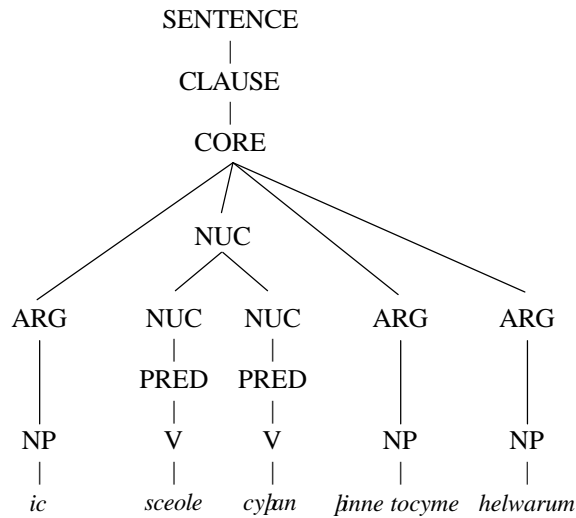 SENTENCE
CLAUSE
CORE
NUC
ARG NUC NUC ARG ARG
PRED PRED
NP V V NP NP
ic sceole cyþan þinne tocyme helwarum